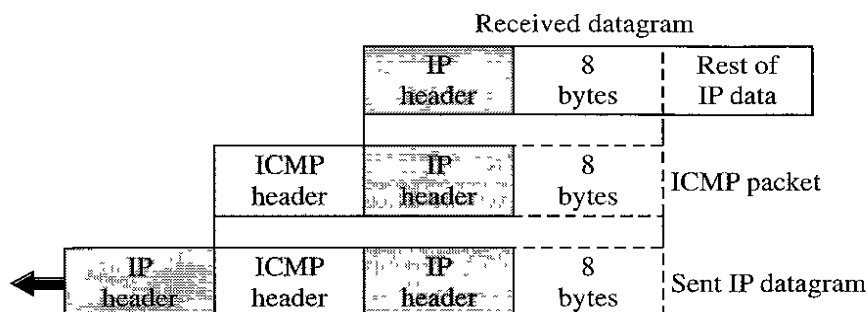 Received datagram
IP header 8 bytes Rest of IP data
ICMP header IP header 8 bytes ICMP packet
IP header ICMP header IP header 8 bytes Sent IP datagram